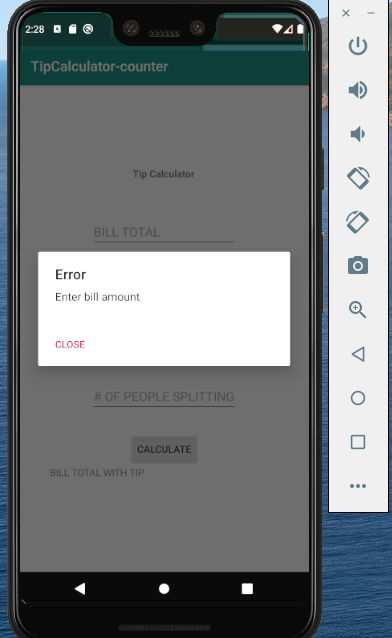 2:28
TipCalculator-counter
Tip Calculator
BILL TOTAL
Error
Enter bill amount
CLOSE
# OF PEOPLE SPLITTING
CALCULATE
BILL TOTAL WITH TIP